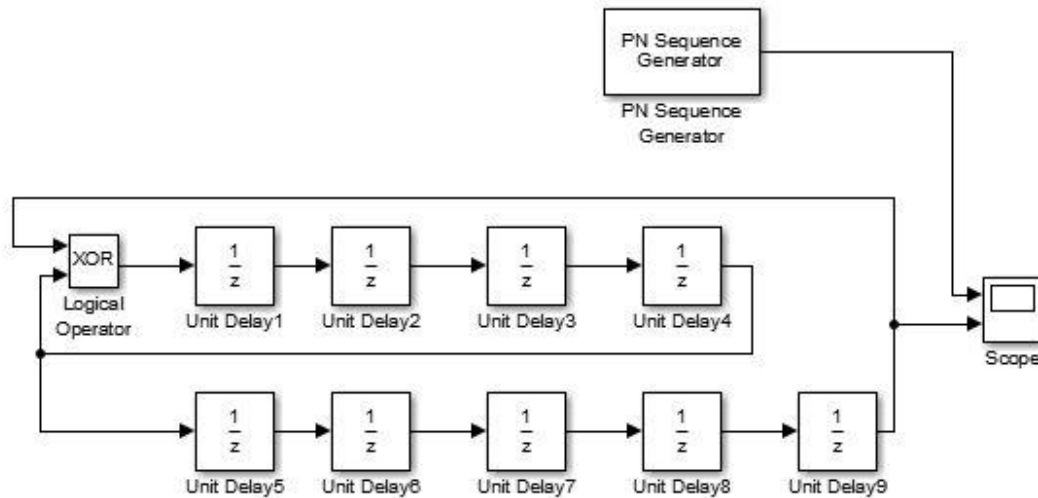 PN Sequence
Generator
PN Sequence
Generator
XOR
Logical
Operator
1
z
Unit Delay1
1
z
Unit Delay2
1
z
Unit Delay3
1
z
Unit Delay4
Scope
1
z
Unit Delay5
1
z
Unit Delay6
1
z
Unit Delay7
1
z
Unit Delay8
1
z
Unit Delay9